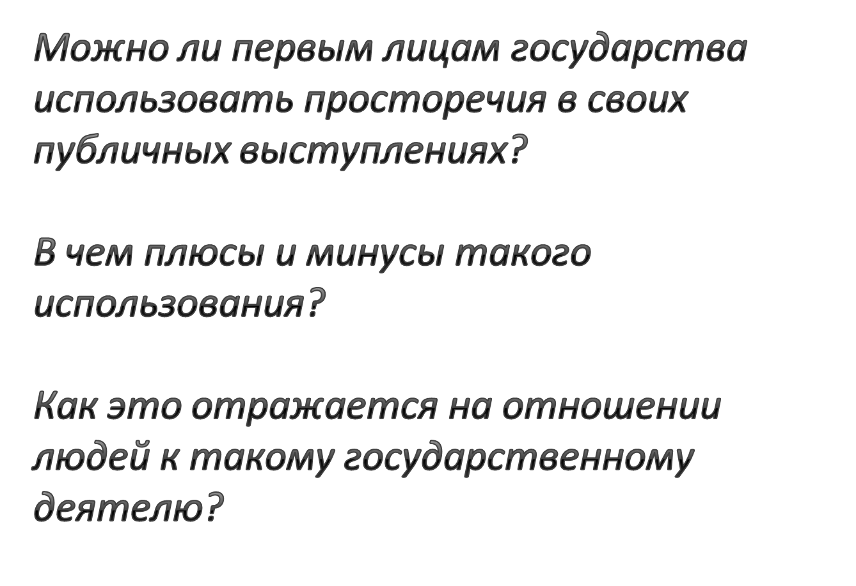 Можно ли первым лицам государства
использовать просторечия в своих
публичных выступлениях?
В чем плюсы и минусы такого
использования?
Как это отражается на отношении
людей к такому государственному
деятелю?